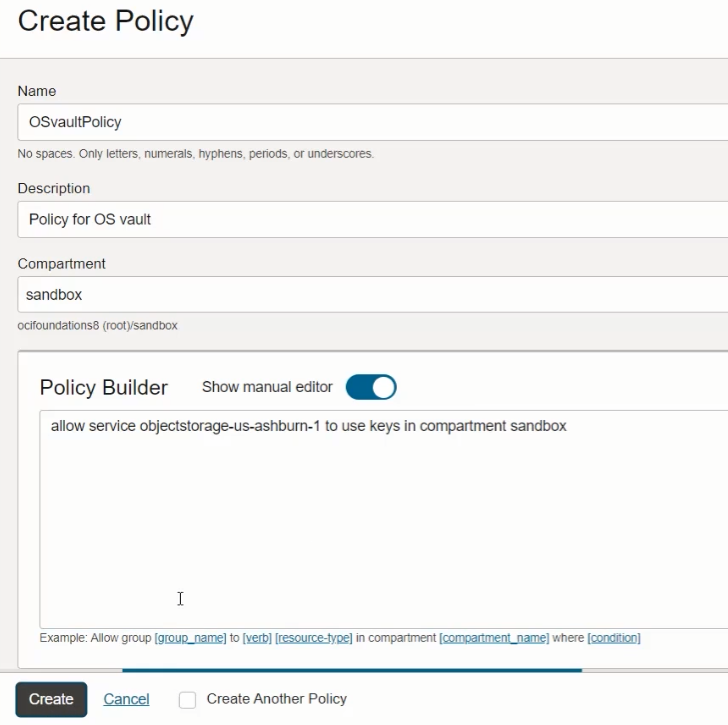 Create Policy
Name
OSvaultPolicy
No spaces. Only letters, numerals, hyphens, periods, or underscores.
Description
Policy for OS vault
Compartment
sandbox
ocifoundations8 (root)/sandbox
Policy Builder Show manual editor
allow service objectstorage-us-ashburn-1 to use keys in compartment sandbox
Example: Allow group [group_name] to [verb] [resource-type] in compartment [compartment_name] where [condition]
Create Cancel Create Another Policy